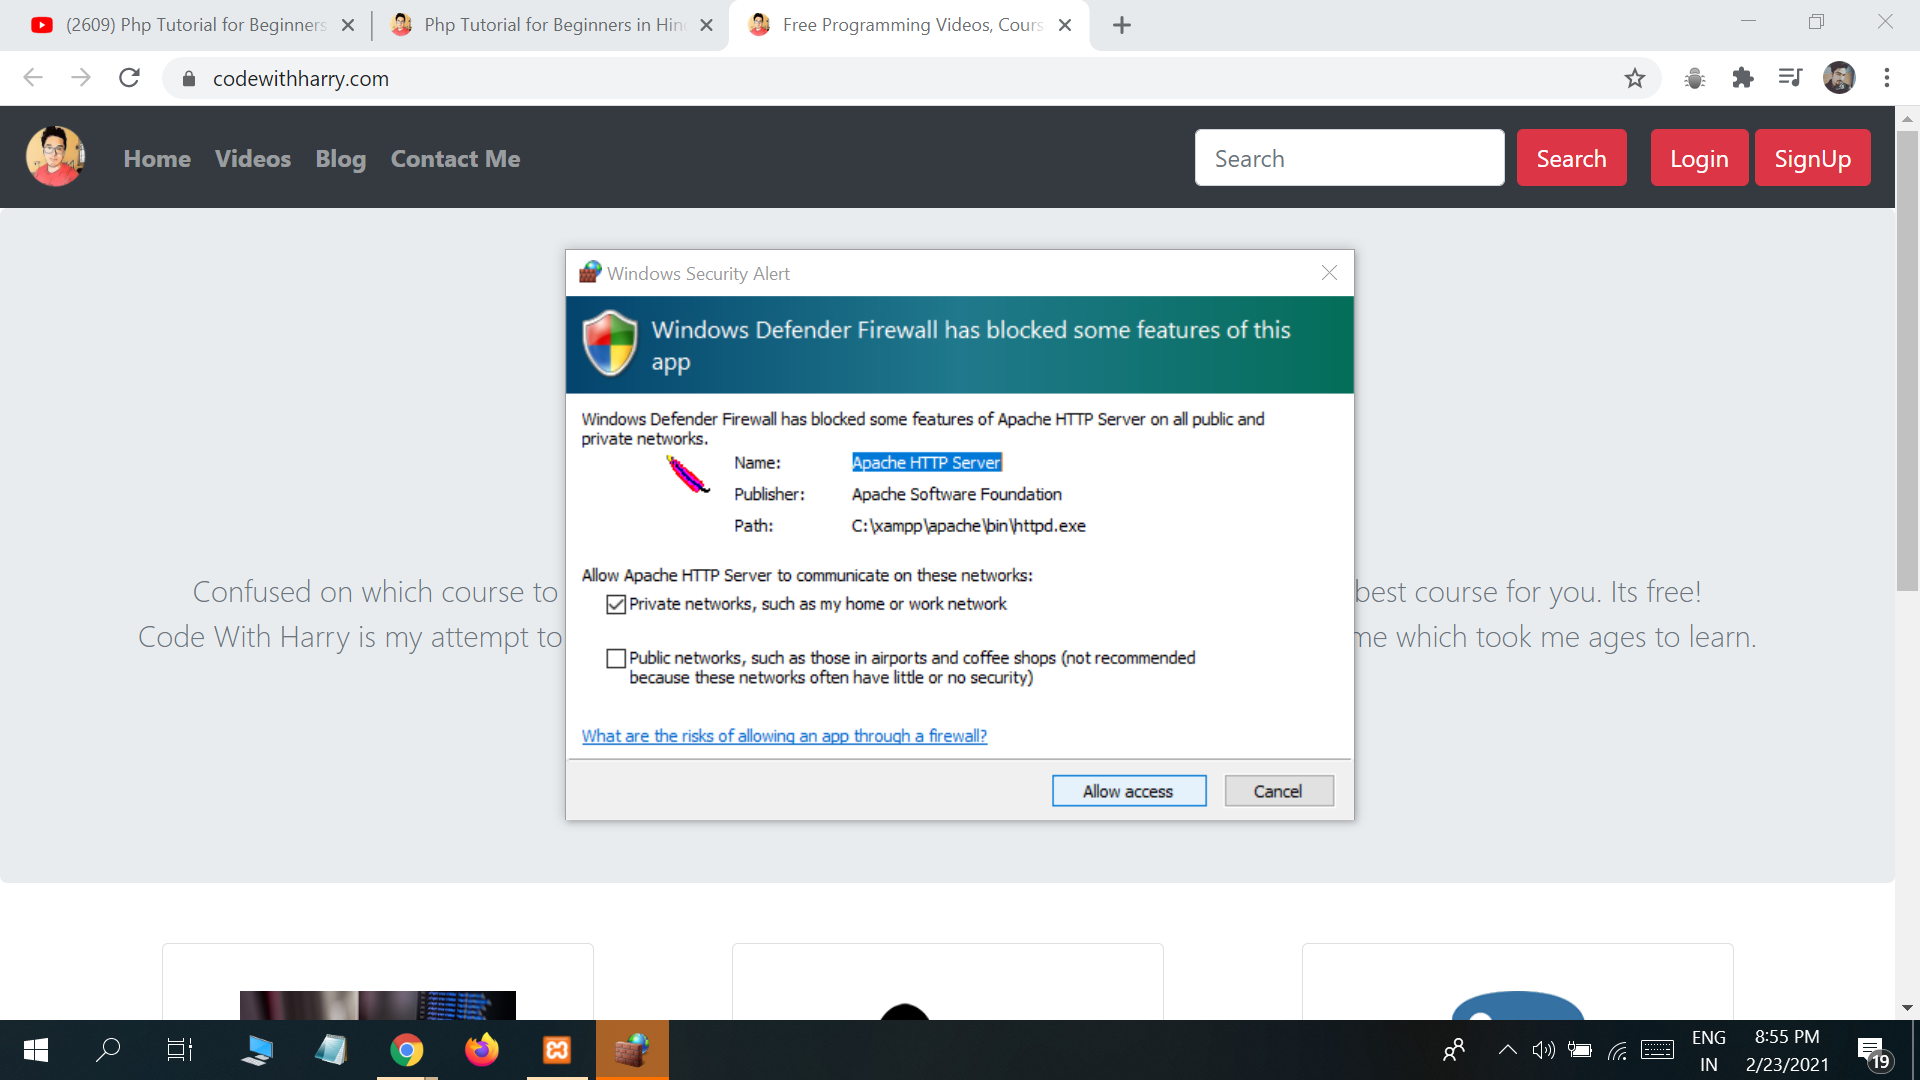 (2609) Php Tutorial for Beginners
Php Tutorial for Beginners in Hin
Free Programming Videos, Cours
codewithharry.com
Home Videos Blog Contact Me
Search Search Login SignUp
Windows Security Alert
Windows Defender Firewall has blocked some features of this
app
Windows Defender Firewall has blocked some features of Apache HTTP Server on all public and
private networks.
Name: Apache HTTP Server
Publisher: Apache Software Foundation
Path: C:\xampp\apache\bin\httpd.exe
Allow Apache HTTP Server to communicate on these networks:
Private networks, such as my home or work network
Public networks, such as those in airports and coffee shops (not recommended
because these networks often have little or no security)
What are the risks of allowing an app through a firewall?
Allow access Cancel
Confused on which course to best course for you. Its free!
Code With Harry is my attempt to me which took me ages to learn.
ENG 8:55 PM
IN 2/23/2021 19